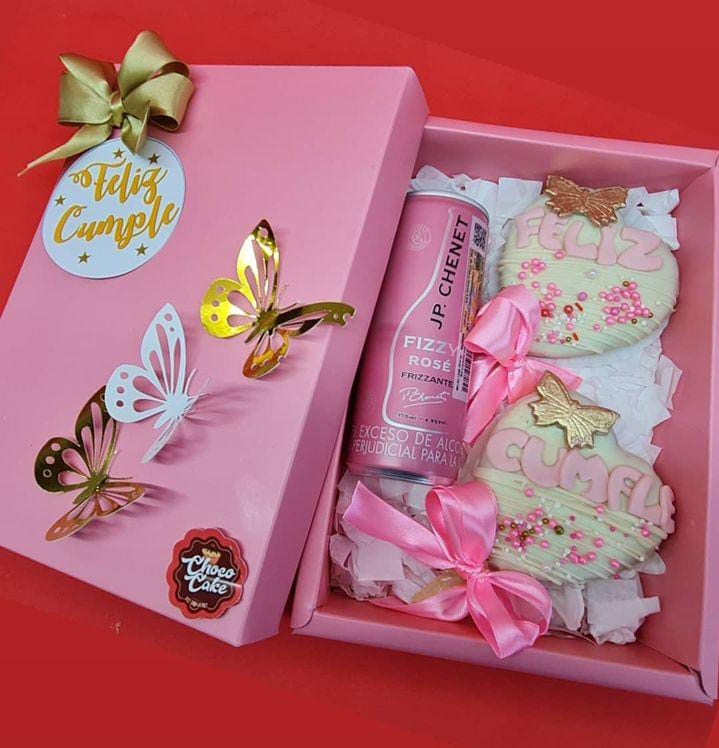 Feliz
Cumple
JP. CHENET
FIZZY
ROSÉ
FRIZZANTE
EL EXCESO DE ALCO
PERJUDICIAL PARA LA
FELIZ
CUMPLE
Choco
Cake